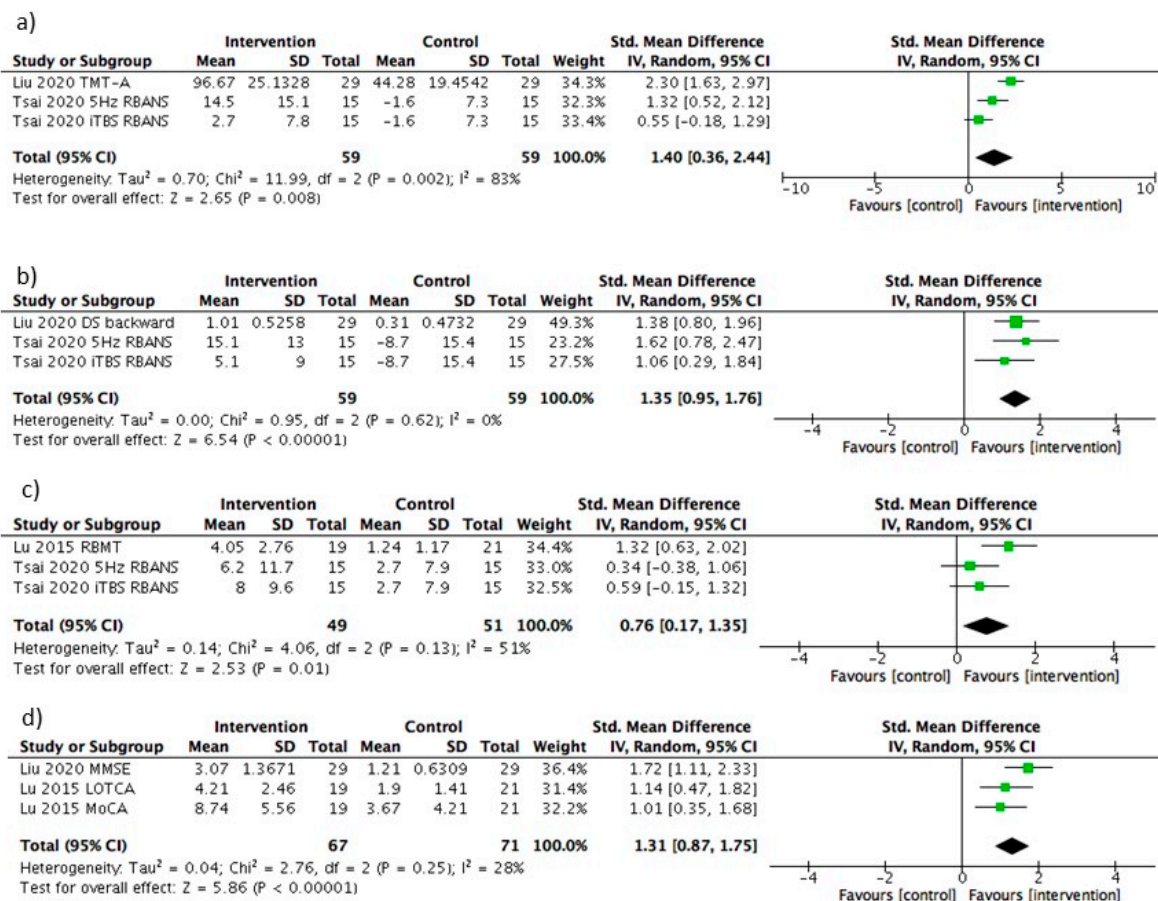 a)
Intervention Control Std. Mean Difference Std. Mean Difference
Study or Subgroup Mean SD Total Mean SD Total Weight IV, Random, 95% CI IV, Random, 95% CI
Liu 2020 TMT-A 96.67 25.1328 29 44.28 19.4542 29 34.3% 2.30 [1.63, 2.97]
Tsai 2020 5Hz RBANS 14.5 15.1 15 -1.6 7.3 15 32.3% 1.32 [0.52, 2.12]
Tsai 2020 iTBS RBANS 2.7 7.8 15 -1.6 7.3 15 33.4% 0.55 [-0.18, 1.29]
Total (95% CI) 59 59 100.0% 1.40 [0.36, 2.44]
Heterogeneity: Tau² = 0.70; Chi² = 11.99, df = 2 (P = 0.002); I² = 83%
Test for overall effect: Z = 2.65 (P = 0.008)
-10 -5 0 5 10
Favours [control] Favours [intervention]
b)
Intervention Control Std. Mean Difference Std. Mean Difference
Study or Subgroup Mean SD Total Mean SD Total Weight IV, Random, 95% CI IV, Random, 95% CI
Liu 2020 DS backward 1.01 0.5258 29 0.31 0.4732 29 49.3% 1.38 [0.80, 1.96]
Tsai 2020 5Hz RBANS 15.1 13 15 -8.7 15.4 15 23.2% 1.62 [0.78, 2.47]
Tsai 2020 iTBS RBANS 5.1 9 15 -8.7 15.4 15 27.5% 1.06 [0.29, 1.84]
Total (95% CI) 59 59 100.0% 1.35 [0.95, 1.76]
Heterogeneity: Tau² = 0.00; Chi² = 0.95, df = 2 (P = 0.62); I² = 0%
Test for overall effect: Z = 6.54 (P < 0.00001)
-4 -2 0 2 4
Favours [control] Favours [intervention]
c)
Intervention Control Std. Mean Difference Std. Mean Difference
Study or Subgroup Mean SD Total Mean SD Total Weight IV, Random, 95% CI IV, Random, 95% CI
Lu 2015 RBMT 4.05 2.76 19 1.24 1.17 21 34.4% 1.32 [0.63, 2.02]
Tsai 2020 5Hz RBANS 6.2 11.7 15 2.7 7.9 15 33.0% 0.34 [-0.38, 1.06]
Tsai 2020 iTBS RBANS 8 9.6 15 2.7 7.9 15 32.5% 0.59 [-0.15, 1.32]
Total (95% CI) 49 51 100.0% 0.76 [0.17, 1.35]
Heterogeneity: Tau² = 0.14; Chi² = 4.06, df = 2 (P = 0.13); I² = 51%
Test for overall effect: Z = 2.53 (P = 0.01)
-4 -2 0 2 4
Favours [control] Favours [intervention]
d)
Intervention Control Std. Mean Difference Std. Mean Difference
Study or Subgroup Mean SD Total Mean SD Total Weight IV, Random, 95% CI IV, Random, 95% CI
Liu 2020 MMSE 3.07 1.3671 29 1.21 0.6309 29 36.4% 1.72 [1.11, 2.33]
Lu 2015 LOTCA 4.21 2.46 19 1.9 1.41 21 31.4% 1.14 [0.47, 1.82]
Lu 2015 MoCA 8.74 5.56 19 3.67 4.21 21 32.2% 1.01 [0.35, 1.68]
Total (95% CI) 67 71 100.0% 1.31 [0.87, 1.75]
Heterogeneity: Tau² = 0.04; Chi² = 2.76, df = 2 (P = 0.25); I² = 28%
Test for overall effect: Z = 5.86 (P < 0.00001)
-4 -2 0 2 4
Favours [control] Favours [intervention]